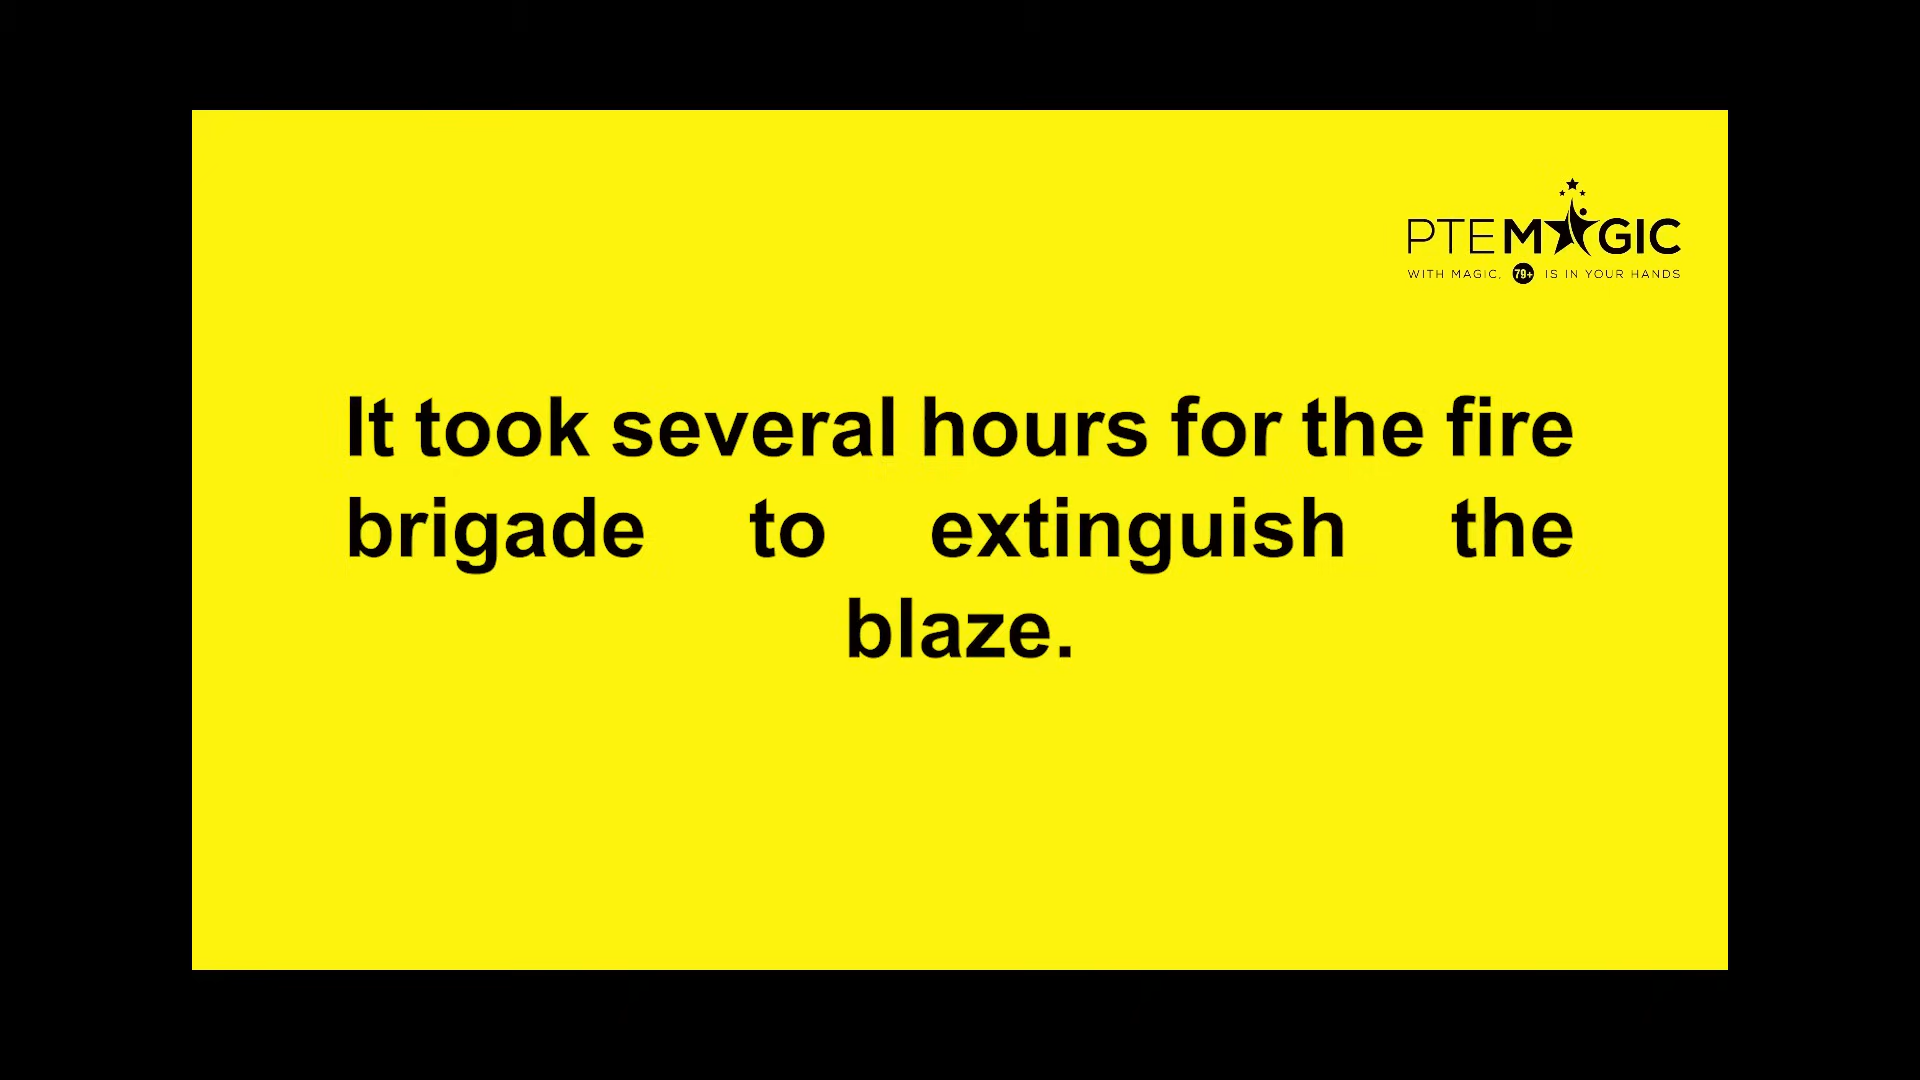 PTEMAGIC
WITH MAGIC, 79+ IS IN YOUR HANDS
It took several hours for the fire
brigade to extinguish the
blaze.